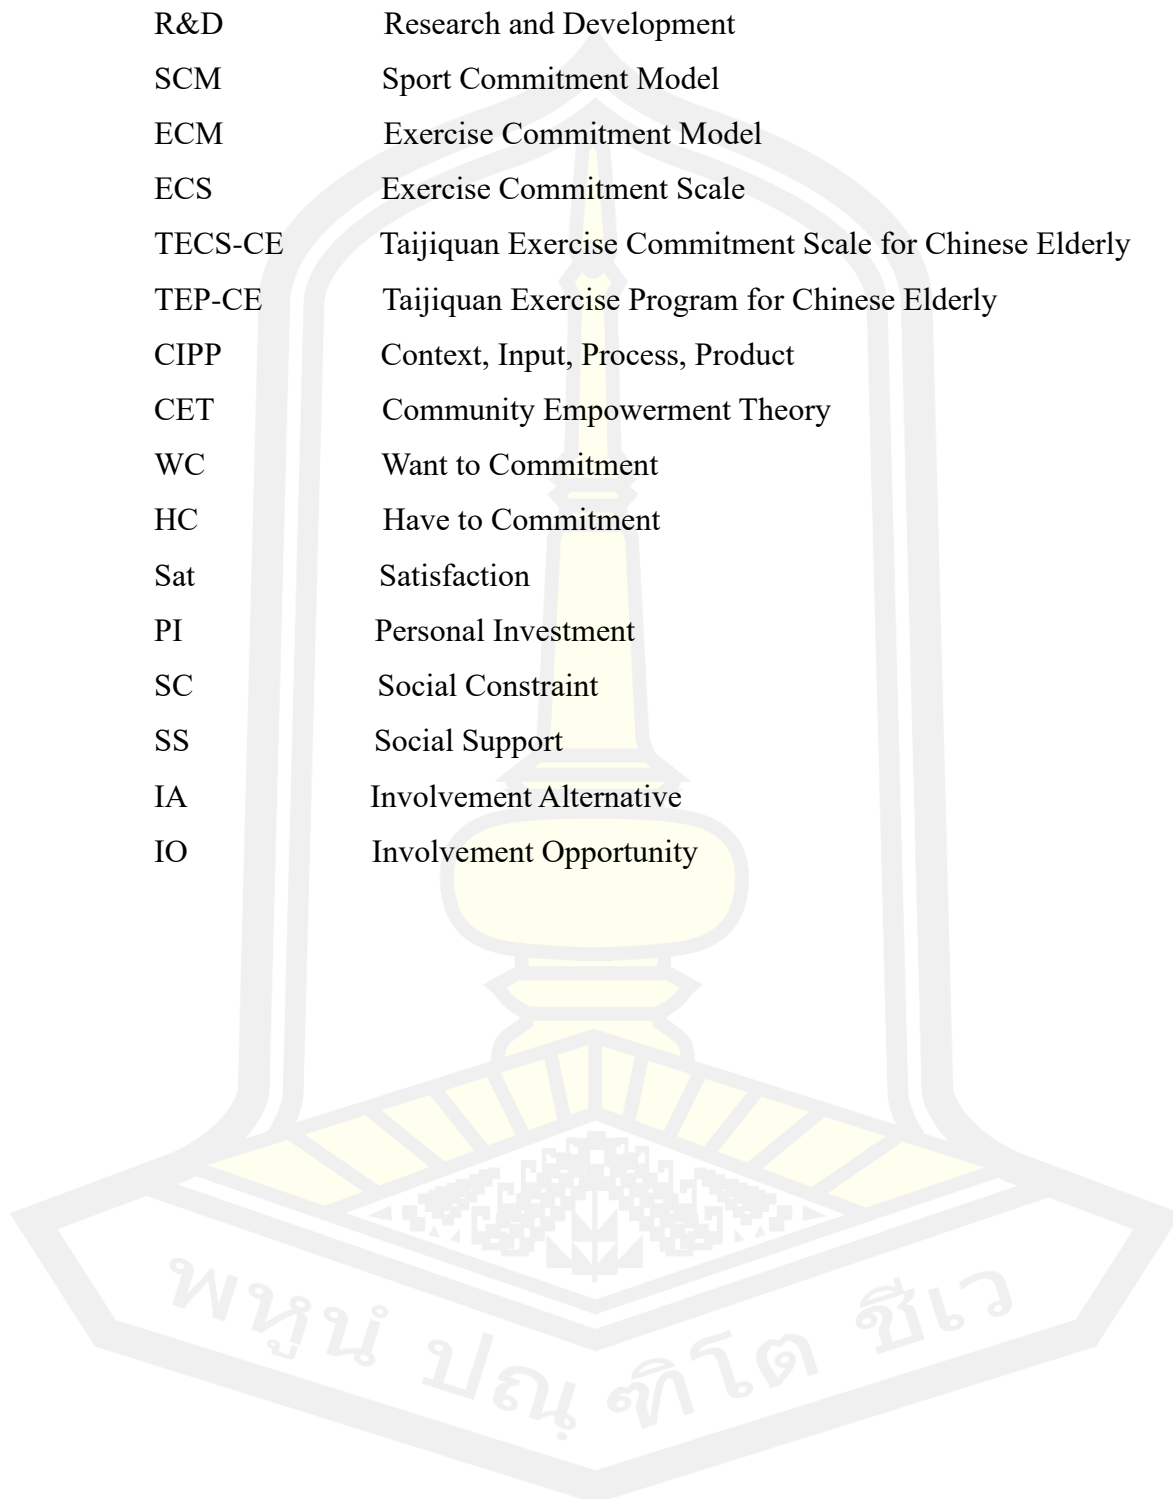 R&D Research and Development
SCM Sport Commitment Model
ECM Exercise Commitment Model
ECS Exercise Commitment Scale
TECS-CE Taijiquan Exercise Commitment Scale for Chinese Elderly
TEP-CE Taijiquan Exercise Program for Chinese Elderly
CIPP Context, Input, Process, Product
CET Community Empowerment Theory
WC Want to Commitment
HC Have to Commitment
Sat Satisfaction
PI Personal Investment
SC Social Constraint
SS Social Support
IA Involvement Alternative
IO Involvement Opportunity
พหูนํ ปณฺฑิโต ชีเว